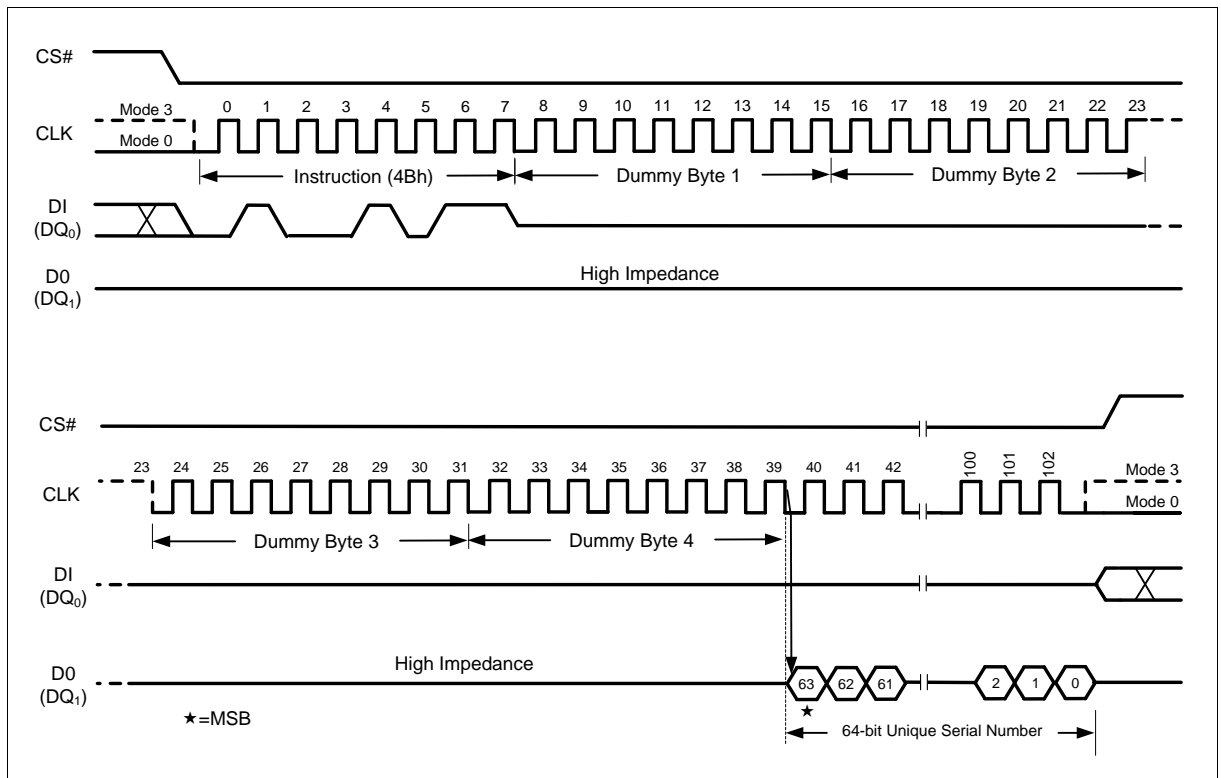 CS#
Mode 3
0 1 2 3 4 5 6 7 8 9 10 11 12 13 14 15 16 17 18 19 20 21 22 23
CLK
Mode 0
Instruction (4Bh) Dummy Byte 1 Dummy Byte 2
DI
(DQ0)
D0
(DQ1)
High Impedance
CS#
23 24 25 26 27 28 29 30 31 32 33 34 35 36 37 38 39 40 41 42 100 101 102
Mode 3
CLK
Mode 0
Dummy Byte 3 Dummy Byte 4
DI
(DQ0)
D0
(DQ1)
High Impedance
63 62 61 2 1 0
★=MSB
★
64-bit Unique Serial Number